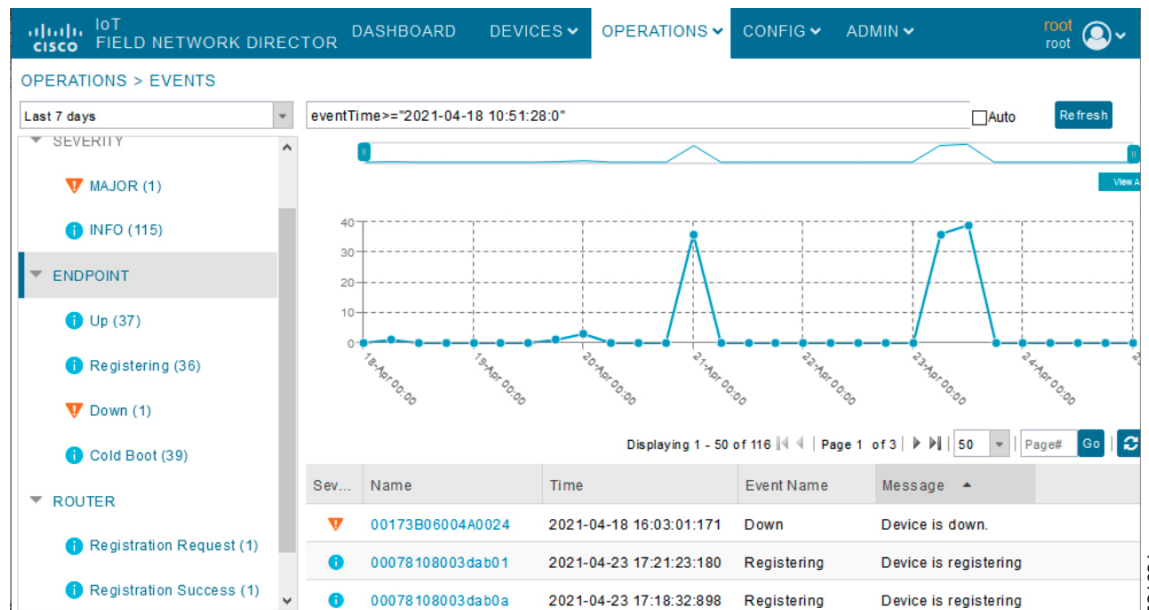 cisco IoT FIELD NETWORK DIRECTOR
DASHBOARD DEVICES OPERATIONS CONFIG ADMIN
root
root
OPERATIONS > EVENTS
Last 7 days
eventTime>="2021-04-18 10:51:28:0"
Auto
Refresh
SEVERITY
MAJOR (1)
INFO (115)
ENDPOINT
Up (37)
Registering (36)
Down (1)
Cold Boot (39)
ROUTER
Registration Request (1)
Registration Success (1)
View A
40
30
20
10
0
18-Apr 00:00
19-Apr 00:00
20-Apr 00:00
21-Apr 00:00
22-Apr 00:00
23-Apr 00:00
24-Apr 00:00
Displaying 1 - 50 of 116 | Page 1 of 3 | 50 | Page# Go
Sev... Name Time Event Name Message
00173B06004A0024 2021-04-18 16:03:01:171 Down Device is down.
00078108003dab01 2021-04-23 17:21:23:180 Registering Device is registering
00078108003dab0a 2021-04-23 17:18:32:898 Registering Device is registering